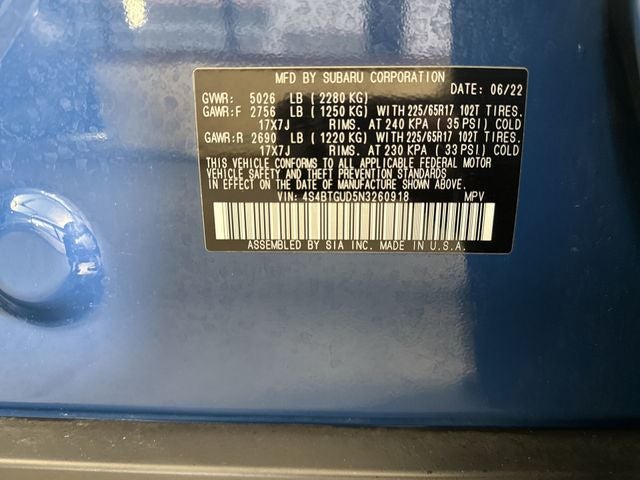 MFD BY SUBARU CORPORATION
DATE: 06/22
GVWR: 5026 LB ( 2280 KG)
GAWR:F 2756 LB ( 1250 KG) WITH 225/65R17 102T TIRES.
17X7J RIMS. AT 240 KPA ( 35 PSI) COLD
GAWR:R 2690 LB ( 1220 KG) WITH 225/65R17 102T TIRES.
17X7J RIMS. AT 230 KPA ( 33 PSI) COLD
THIS VEHICLE CONFORMS TO ALL APPLICABLE FEDERAL MOTOR
VEHICLE SAFETY AND THEFT PREVENTION STANDARDS
IN EFFECT ON THE DATE OF MANUFACTURE SHOWN ABOVE.
VIN: 4S4BTGUD5N3260918 MPV
ASSEMBLED BY SIA INC. MADE IN U.S.A.